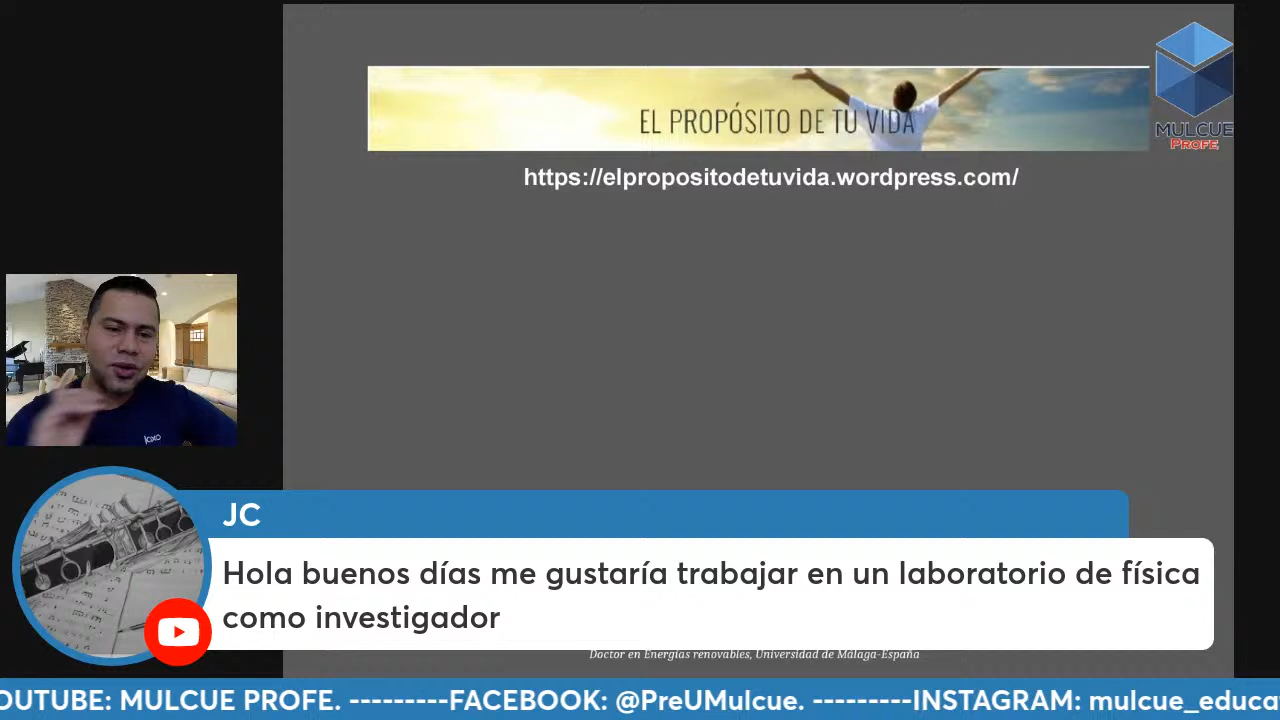 EL PROPÓSITO DE TU VIDA
MULCUE
PROFE
https://elpropositodetuvida.wordpress.com/
JC
Hola buenos días me gustaría trabajar en un laboratorio de física
como investigador
Doctor en Energías renovables, Universidad de Málaga-España
OUTUBE: MULCUE PROFE. ---------FACEBOOK: @PreUMulcue. ---------INSTAGRAM: mulcue_educa